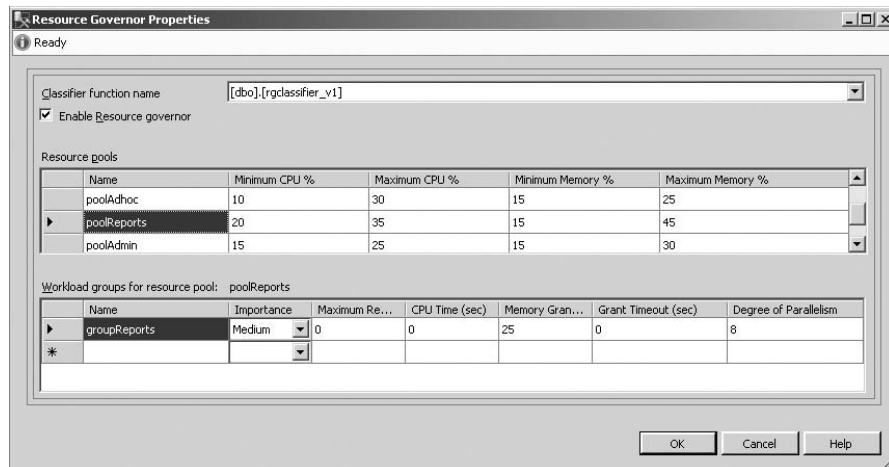 Resource Governor Properties
Ready
Classifier function name [dbo].[rgclassifier_v1]
Enable Resource governor
Resource pools
Name Minimum CPU % Maximum CPU % Minimum Memory % Maximum Memory %
poolAdhoc 10 30 15 25
poolReports 20 35 15 45
poolAdmin 15 25 15 30
Workload groups for resource pool: poolReports
Name Importance Maximum Re... CPU Time (sec) Memory Gran... Grant Timeout (sec) Degree of Parallelism
groupReports Medium 0 0 25 0 8
OK Cancel Help